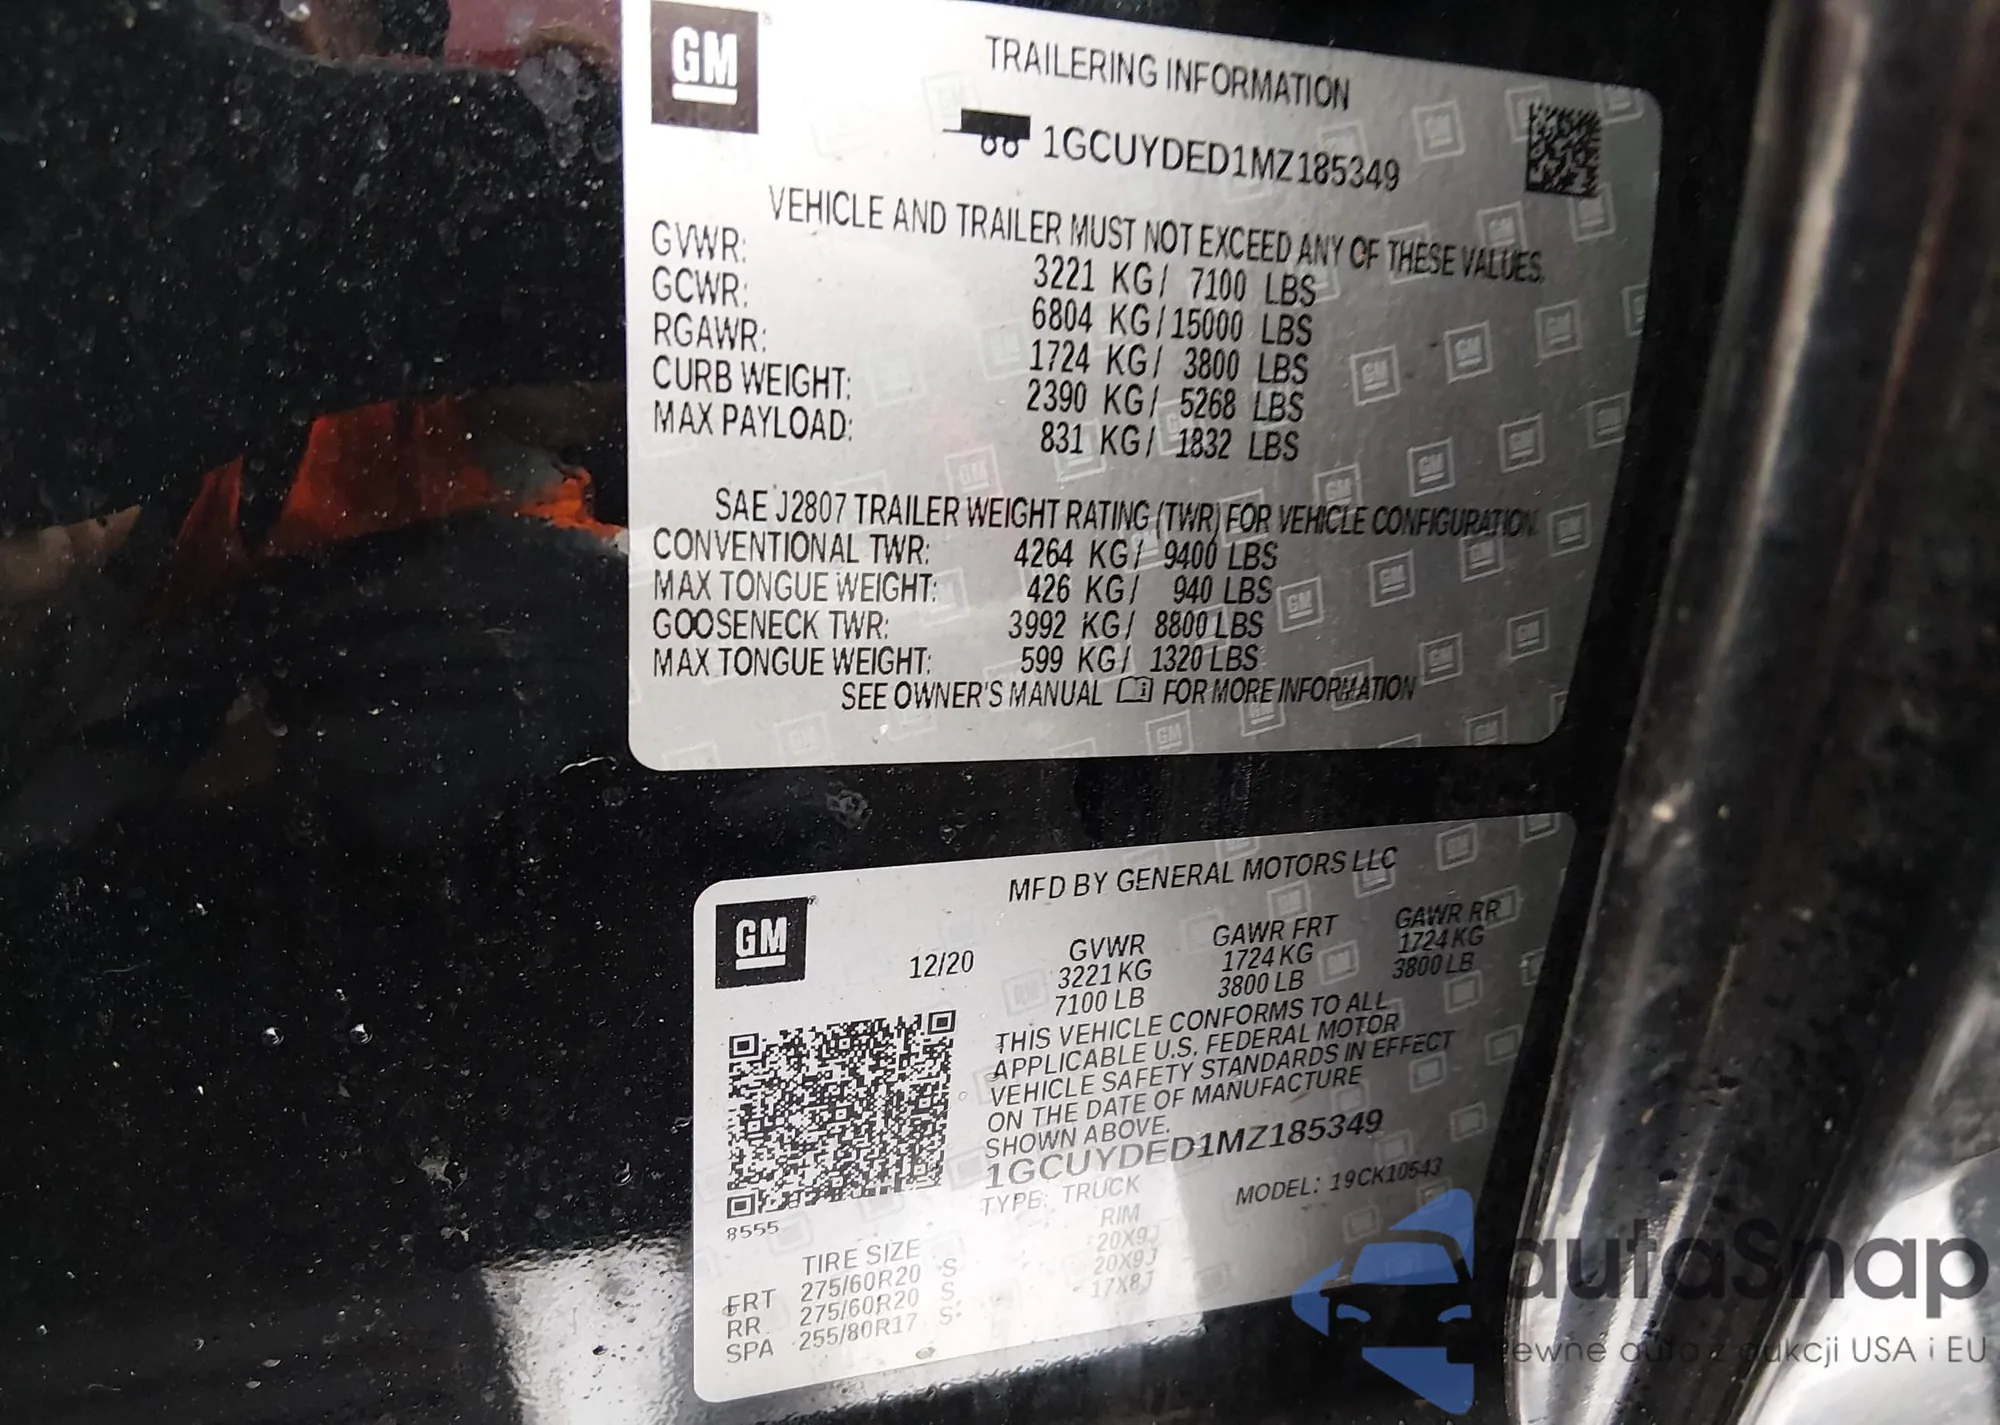 GM
TRAILERING INFORMATION
1GCUYDED1MZ185349
VEHICLE AND TRAILER MUST NOT EXCEED ANY OF THESE VALUES.
GVWR: 3221 KG/ 7100 LBS
GCWR: 6804 KG/15000 LBS
RGAWR: 1724 KG/ 3800 LBS
CURB WEIGHT: 2390 KG/ 5268 LBS
MAX PAYLOAD: 831 KG/ 1832 LBS
SAE J2807 TRAILER WEIGHT RATING (TWR) FOR VEHICLE CONFIGURATION.
CONVENTIONAL TWR: 4264 KG/ 9400 LBS
MAX TONGUE WEIGHT: 426 KG/ 940 LBS
GOOSENECK TWR: 3992 KG/ 8800 LBS
MAX TONGUE WEIGHT: 599 KG/ 1320 LBS
SEE OWNER'S MANUAL FOR MORE INFORMATION
MFD BY GENERAL MOTORS LLC
GM
12/20
GVWR GAWR FRT GAWR RR
3221 KG 1724 KG 1724 KG
7100 LB 3800 LB 3800 LB
THIS VEHICLE CONFORMS TO ALL
APPLICABLE U.S. FEDERAL MOTOR
VEHICLE SAFETY STANDARDS IN EFFECT
ON THE DATE OF MANUFACTURE
SHOWN ABOVE.
1GCUYDED1MZ185349
TYPE: TRUCK MODEL: 19CK10543
8555
TIRE SIZE RIM
FRT 275/60R20 S 20X9J
RR 275/60R20 S 20X9J
SPA 255/80R17 S 17X8J
autaSnap
ewne auta z aukcji USA i EU